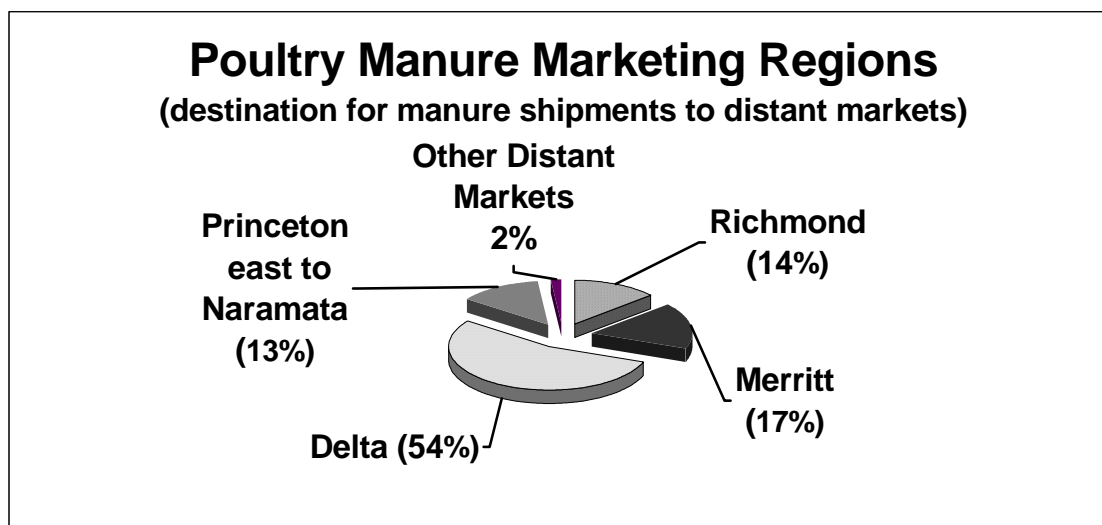 Poultry Manure Marketing Regions
(destination for manure shipments to distant markets)
Other Distant
Markets
2%
Richmond
(14%)
Princeton
east to
Naramata
(13%)
Merritt
(17%)
Delta (54%)